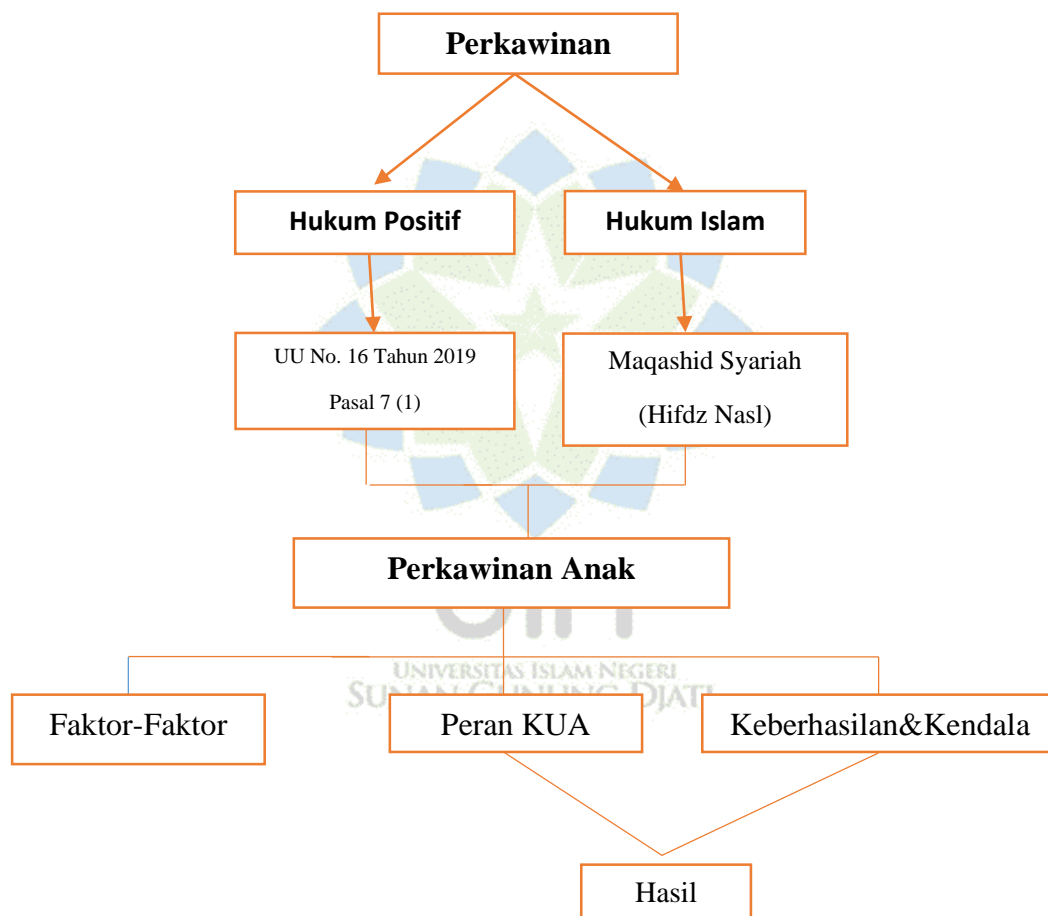 Perkawinan
Hukum Positif
Hukum Islam
UU No. 16 Tahun 2019
Pasal 7 (1)
Maqashid Syariah
(Hifdz Nasl)
Perkawinan Anak
UNIVERSITAS ISLAM NEGERI
SUNAN GUNUNG DJATI
Faktor-Faktor
Peran KUA
Keberhasilan&Kendala
Hasil